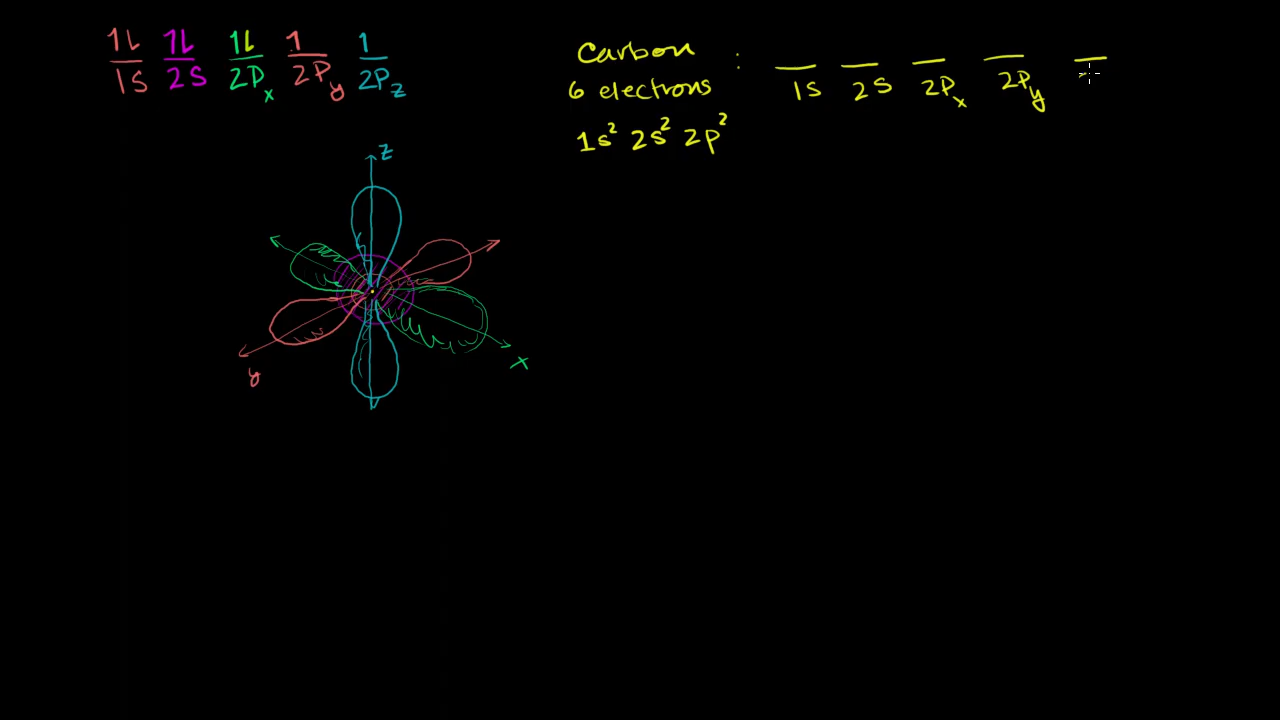 1L 1L 1L 1 1
1s 2s 2Px 2Py 2Pz
Carbon :
6 electrons
1s² 2s² 2p²
1s 2s 2Px 2Py
z
y
x